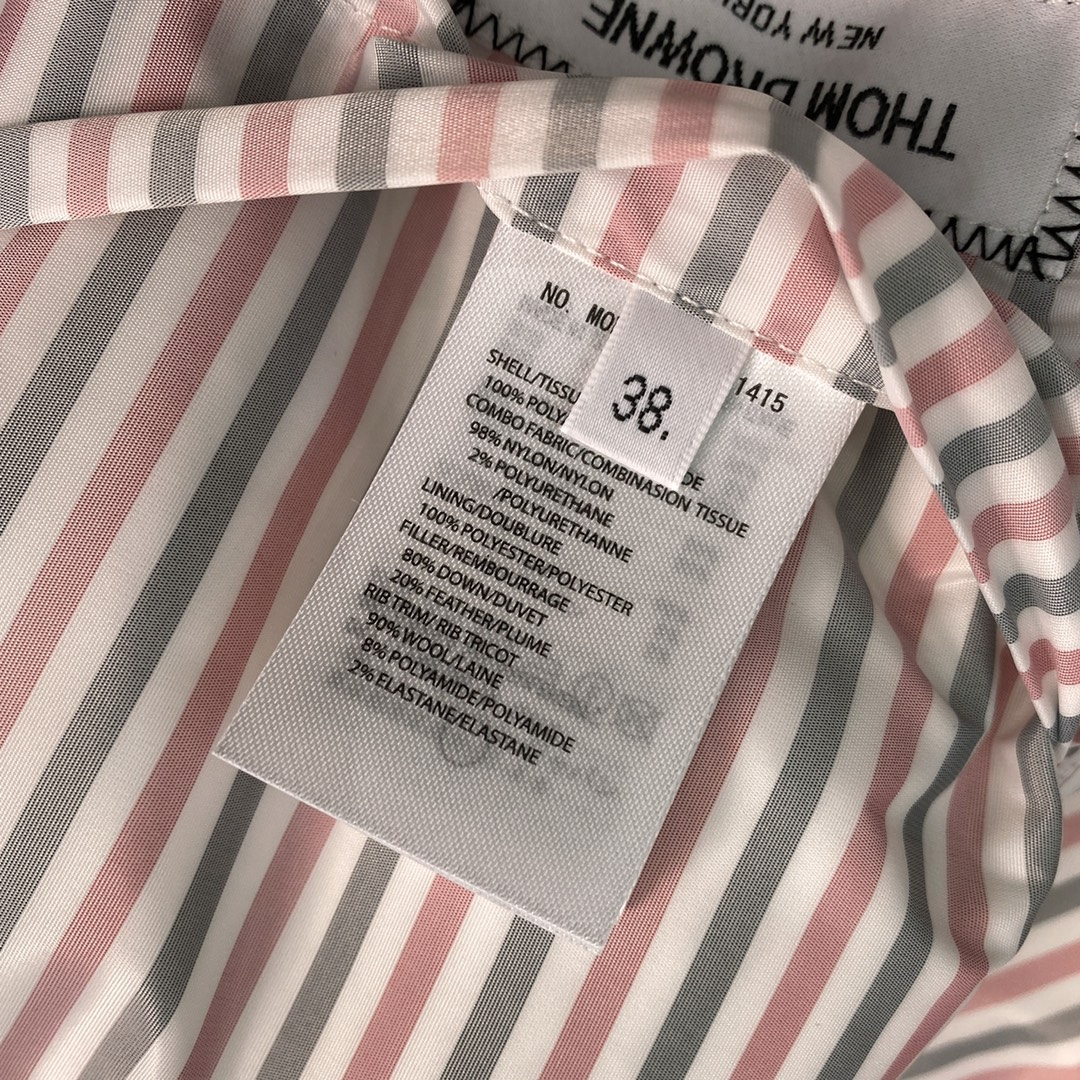 THOM BROWNE
NEW YORK
NO. MO
1415
38.
SHELL/TISSU
DE
100% POLY
COMBO FABRIC/COMBINASION TISSUE
98% NYLON/NYLON
2% POLYURETHANE
/POLYURETHANNE
LINING/DOUBLURE
100% POLYESTER/POLYESTER
FILLER/REMBOURRAGE
80% DOWN/DUVET
20% FEATHER/PLUME
RIB TRIM/ RIB TRICOT
90% WOOL/LAINE
8% POLYAMIDE/POLYAMIDE
2% ELASTANE/ELASTANE